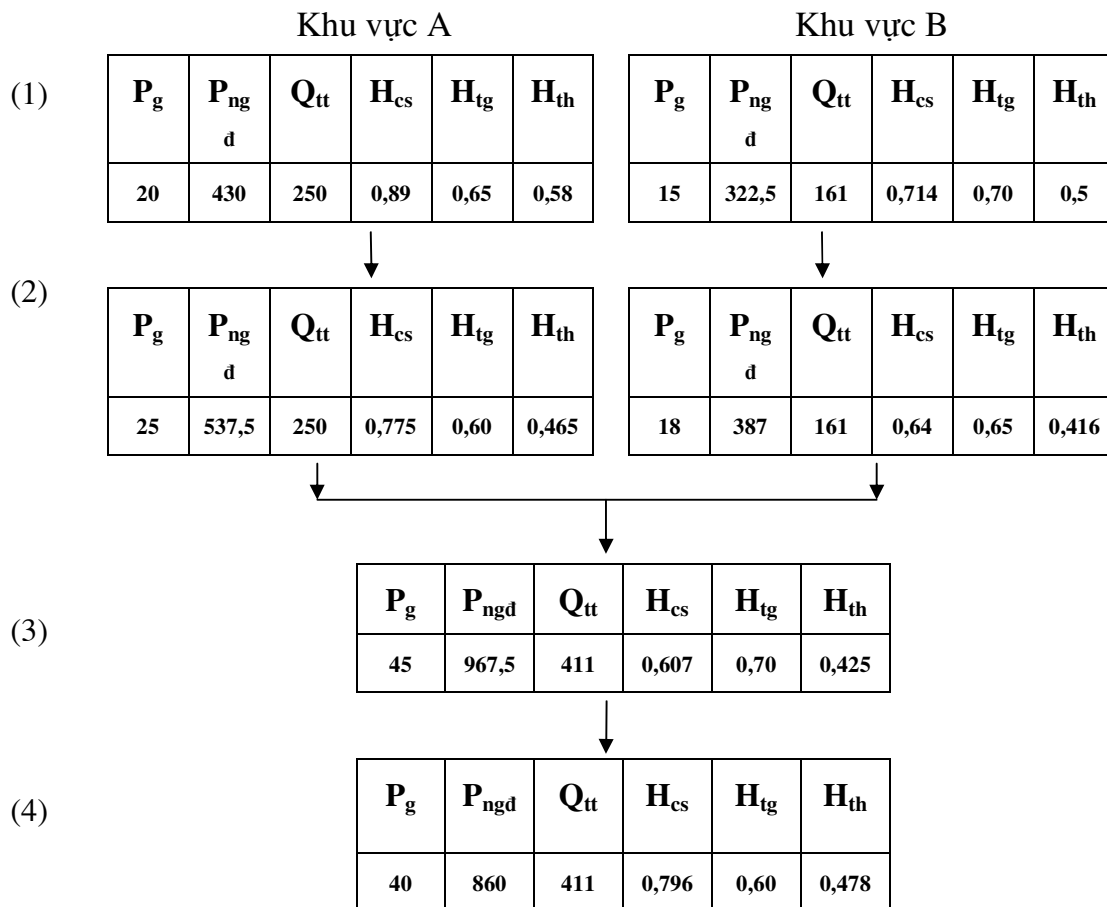 Khu vực A Khu vực B
(1)
P_g P_ng đ Q_tt H_cs H_tg H_th P_g P_ng đ Q_tt H_cs H_tg H_th
20 430 250 0,89 0,65 0,58 15 322,5 161 0,714 0,70 0,5
(2)
P_g P_ng đ Q_tt H_cs H_tg H_th P_g P_ng đ Q_tt H_cs H_tg H_th
25 537,5 250 0,775 0,60 0,465 18 387 161 0,64 0,65 0,416
(3)
P_g P_ngđ Q_tt H_cs H_tg H_th
45 967,5 411 0,607 0,70 0,425
(4)
P_g P_ngđ Q_tt H_cs H_tg H_th
40 860 411 0,796 0,60 0,478